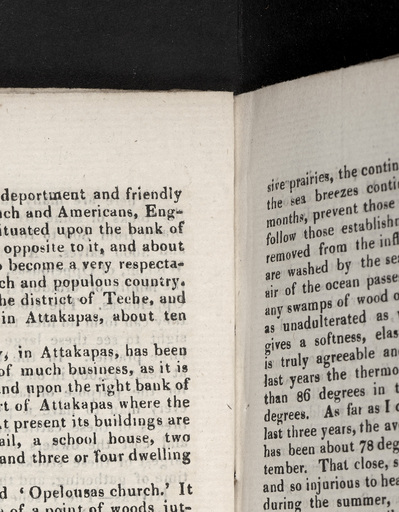 deportment and friendly
ch and Americans, Eng-
ituated upon the bank of
opposite to it, and about
become a very respecta-
ch and populous country.
he district of Teche, and
in Attakapas, about ten
, in Attakapas, has been
of much business, as it is
nd upon the right bank of
rt of Attakapas where the
t present its buildings are
ail, a school house, two
and three or four dwelling
d 'Opelousas church.' It
of a point of woods jut-
sive prairies, the contin
the sea breezes conti
months, prevent those
follow those establish
removed from the inf
are washed by the sea
air of the ocean passe
any swamps of wood o
as unadulterated as
gives a softness, elas
is truly agreeable an
last years the thermo
than 86 degrees in t
degrees. As far as I c
last three years, the av
has been about 78 deg
tember. That close, s
and so injurious to hea
during the summer,